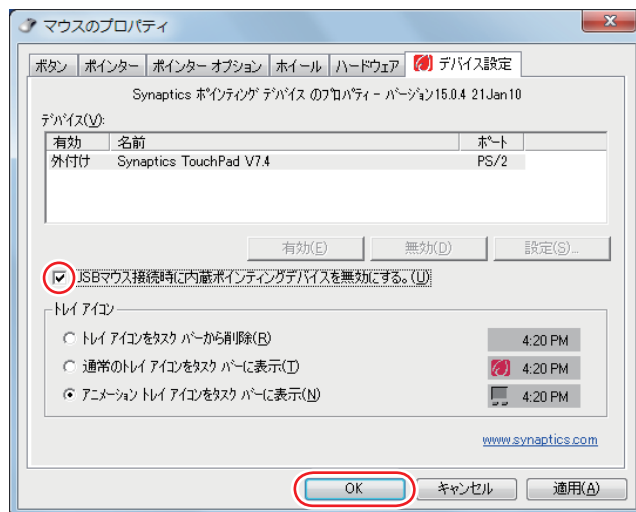 マウスのプロパティ
ボタン ポインター ポインター オプション ホイール ハードウェア デバイス設定
Synaptics ポインティング デバイス のプロパティ - バージョン15.0.4 21Jan10
デバイス(V):
有効 名前 ポート
外付け Synaptics TouchPad V7.4 PS/2
有効(E) 無効(D) 設定(S)...
USBマウス接続時に内蔵ポインティングデバイスを無効にする。(U)
トレイ アイコン
トレイ アイコンをタスク バーから削除(R) 4:20 PM
通常のトレイ アイコンをタスク バーに表示(T) 4:20 PM
アニメーション トレイ アイコンをタスク バーに表示(N) 4:20 PM
www.synaptics.com
OK キャンセル 適用(A)